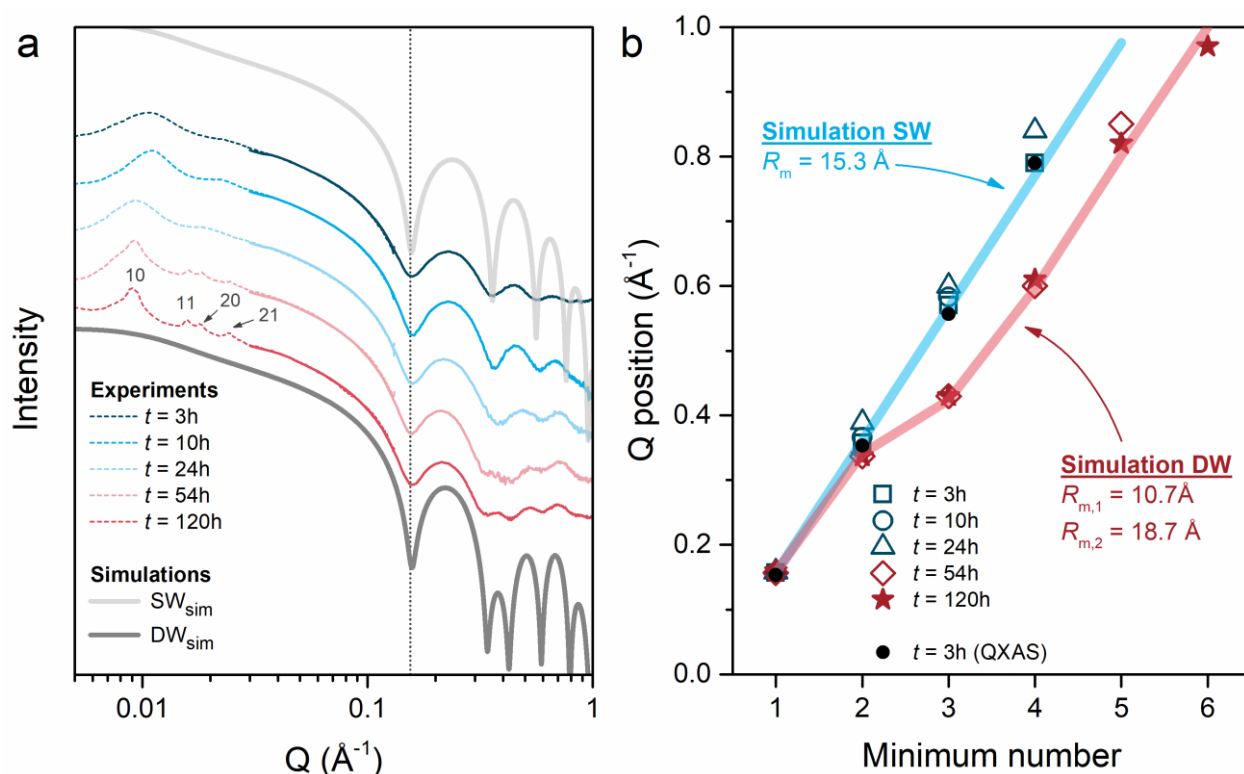 a
Intensity
10
11
20
21
Experiments
t = 3h
t = 10h
t = 24h
t = 54h
t = 120h
Simulations
SWsim
DWsim
0.01
0.1
1
Q (Å-1)
b
Q position (Å-1)
1.0
0.8
0.6
0.4
0.2
0.0
Simulation SW
Rm = 15.3 Å
Simulation DW
Rm,1 = 10.7Å
Rm,2 = 18.7 Å
t = 3h
t = 10h
t = 24h
t = 54h
t = 120h
t = 3h (QXAS)
1
2
3
4
5
6
Minimum number